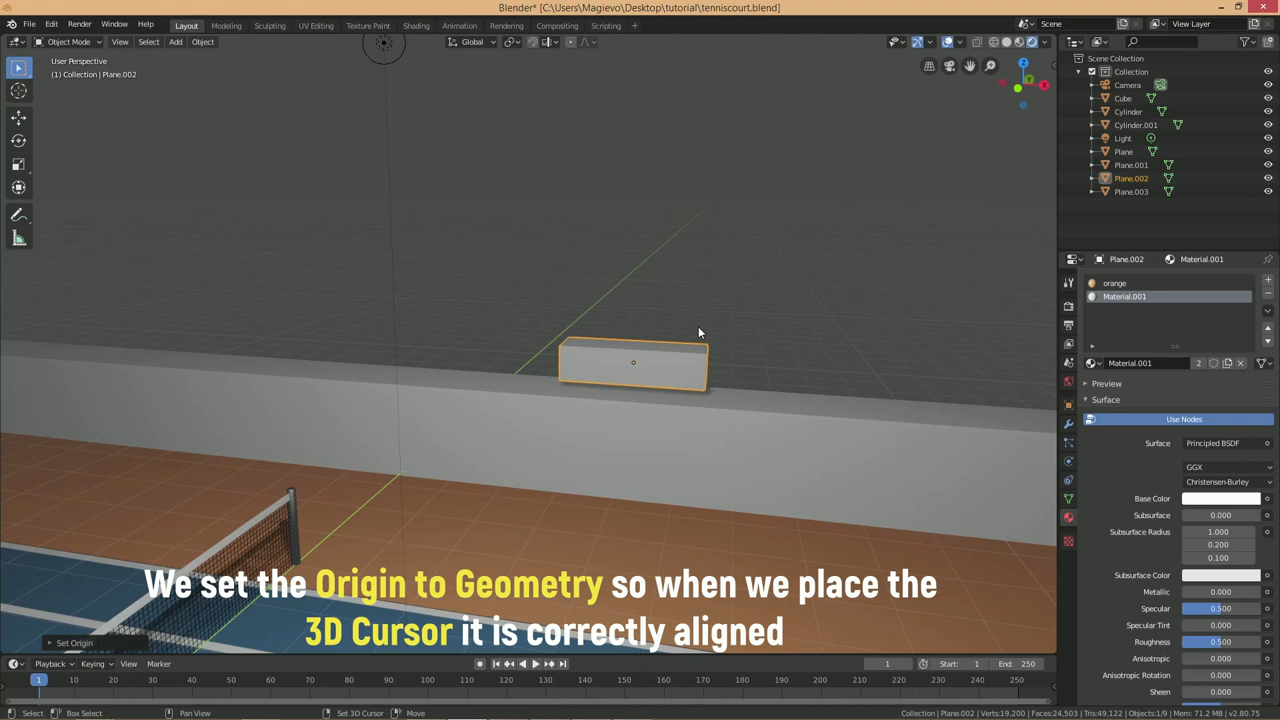 Blender* [C:\Users\Magievo\Desktop\tutorial\tenniscourt.blend]
File Edit Render Window Help Layout Modeling Sculpting UV Editing Texture Paint Shading Animation Rendering Compositing Scripting + Scene View Layer
Object Mode View Select Add Object Global
User Perspective
(1) Collection | Plane.002
Z
Y
X
Scene Collection
Collection
Camera
Cube
Cylinder
Cylinder.001
Light
Plane
Plane.001
Plane.002
Plane.003
Plane.002 Material.001
orange
Material.001
Material.001 2
Preview
Surface
Use Nodes
Surface Principled BSDF
GGX
Christensen-Burley
Base Color
Subsurface 0.000
Subsurface Radius 1.000
0.200
0.100
Subsurface Color
Metallic 0.000
Specular 0.500
Specular Tint 0.000
Roughness 0.500
Anisotropic 0.000
Anisotropic Rotation 0.000
Sheen 0.000
We set the Origin to Geometry so when we place the
3D Cursor it is correctly aligned
Set Origin
Playback Keying View Marker 1 Start: 1 End: 250
1 10 20 30 40 50 60 70 80 90 100 110 120 130 140 150 160 170 180 190 200 210 220 230 240 250
Select Box Select Pan View Set 3D Cursor Move Collection | Plane.002 | Verts:19,200 | Faces:24,503 | Tris:49,122 | Objects:1/9 | Mem: 71.2 MB | v2.80.75